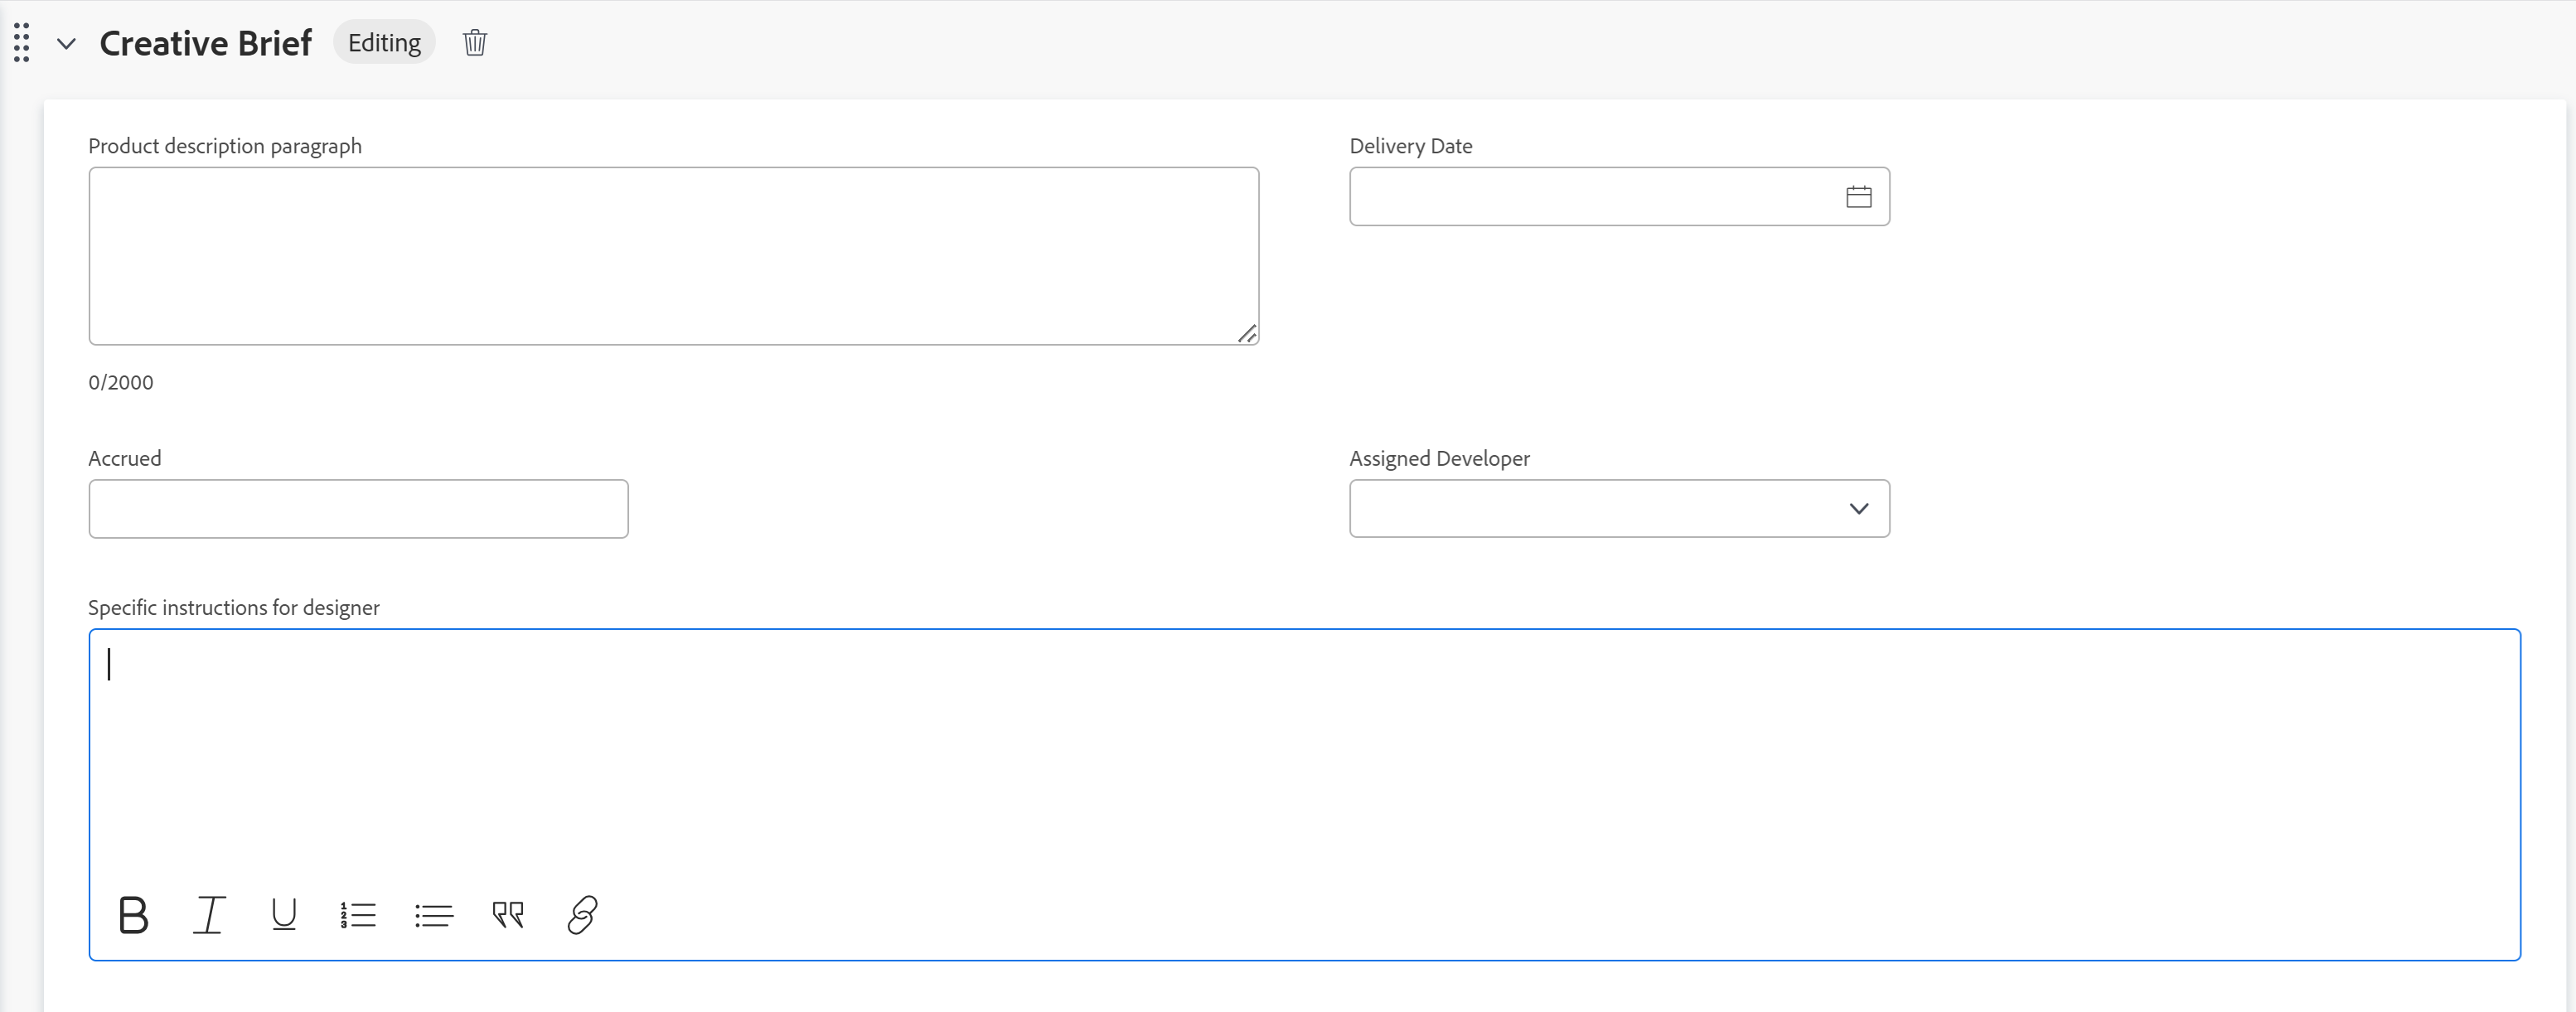 Creative Brief Editing
Product description paragraph
Delivery Date
0/2000
Accrued
Assigned Developer
Specific instructions for designer